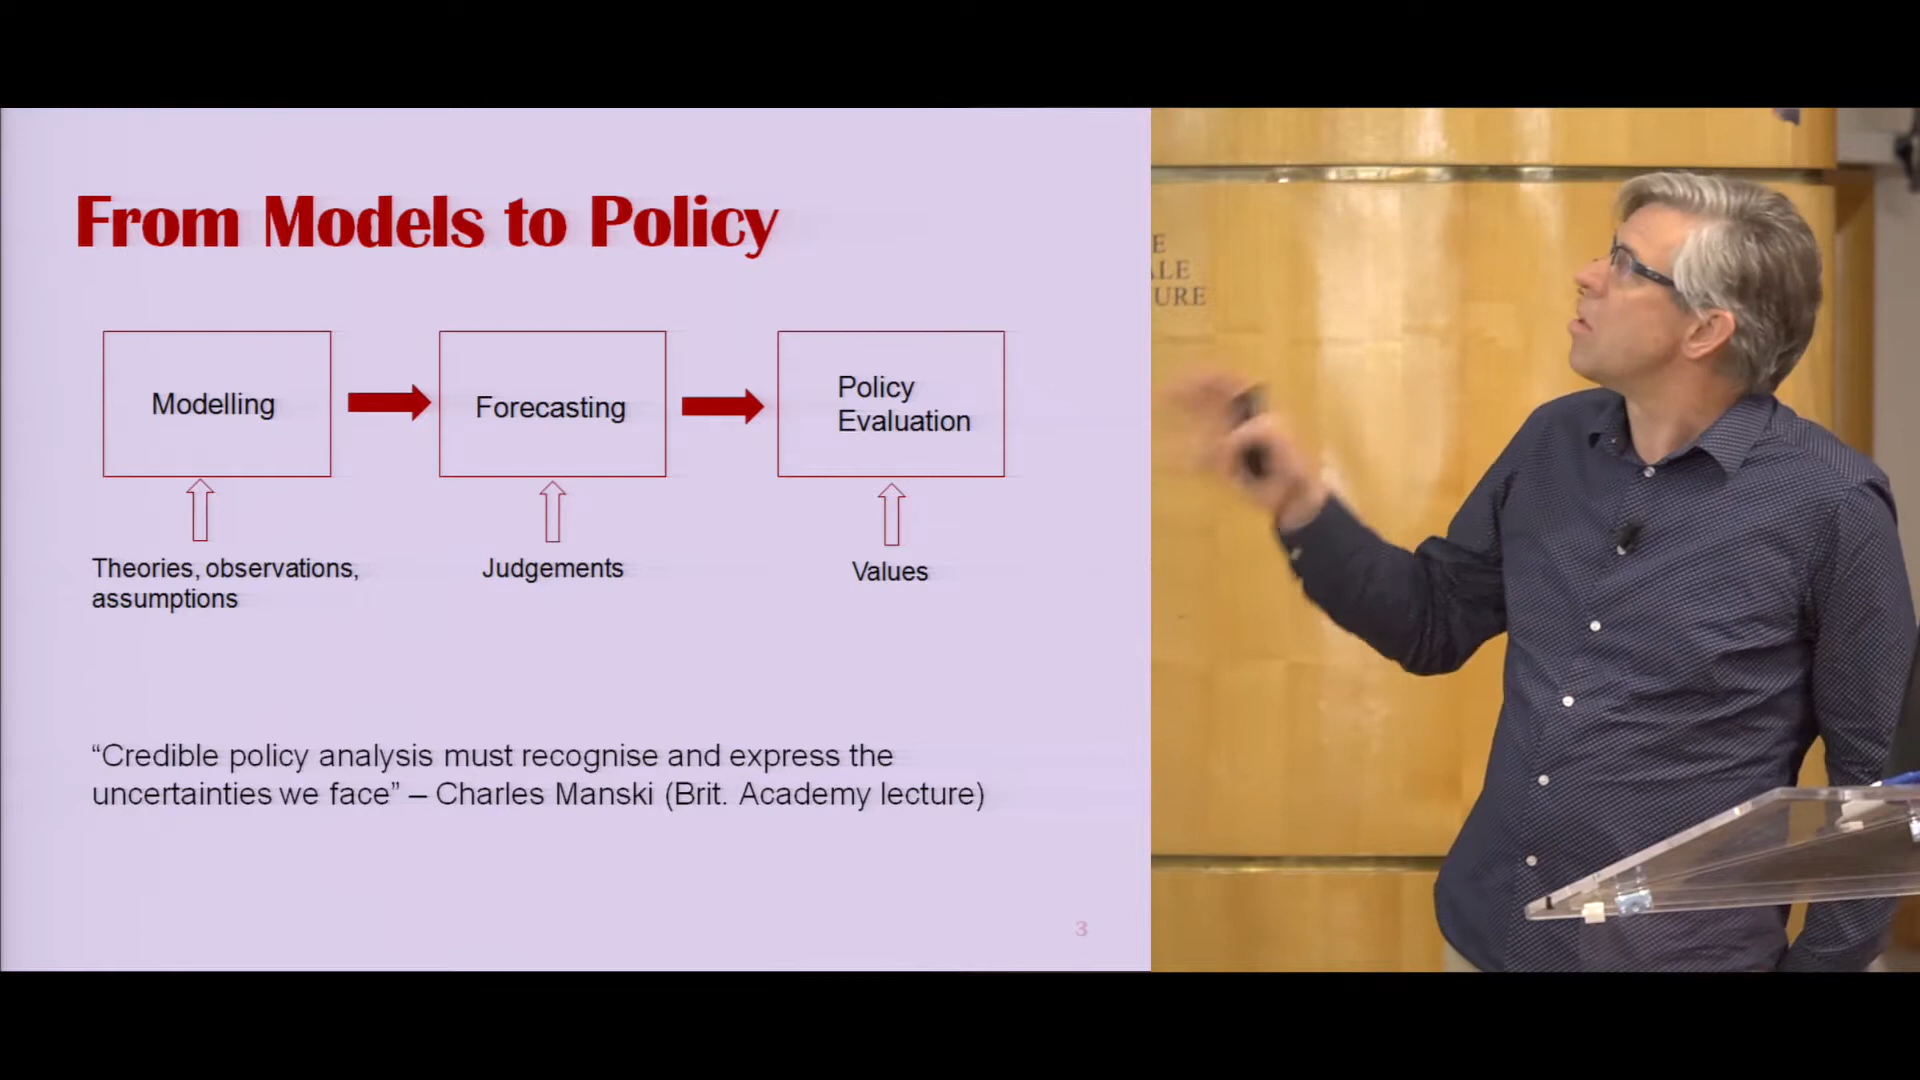 From Models to Policy
Modelling
Forecasting
Policy
Evaluation
Theories, observations,
assumptions
Judgements
Values
“Credible policy analysis must recognise and express the
uncertainties we face” – Charles Manski (Brit. Academy lecture)
3
URE